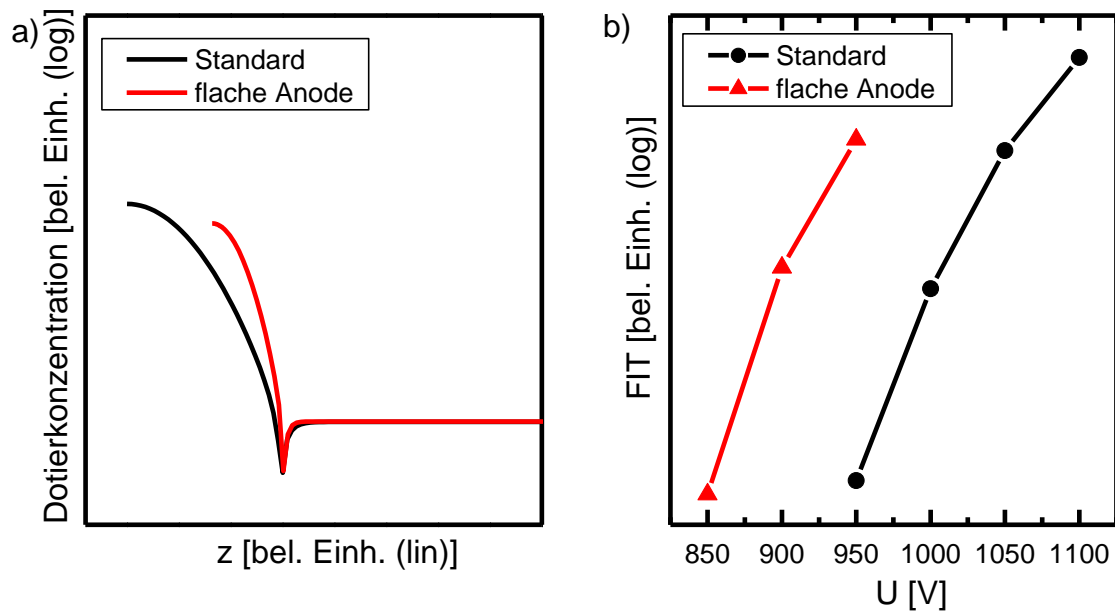 a)
Standard
flache Anode
Dotierkonzentration [bel. Einh. (log)]
z [bel. Einh. (lin)]
b)
Standard
flache Anode
FIT [bel. Einh. (log)]
850 900 950 1000 1050 1100
U [V]